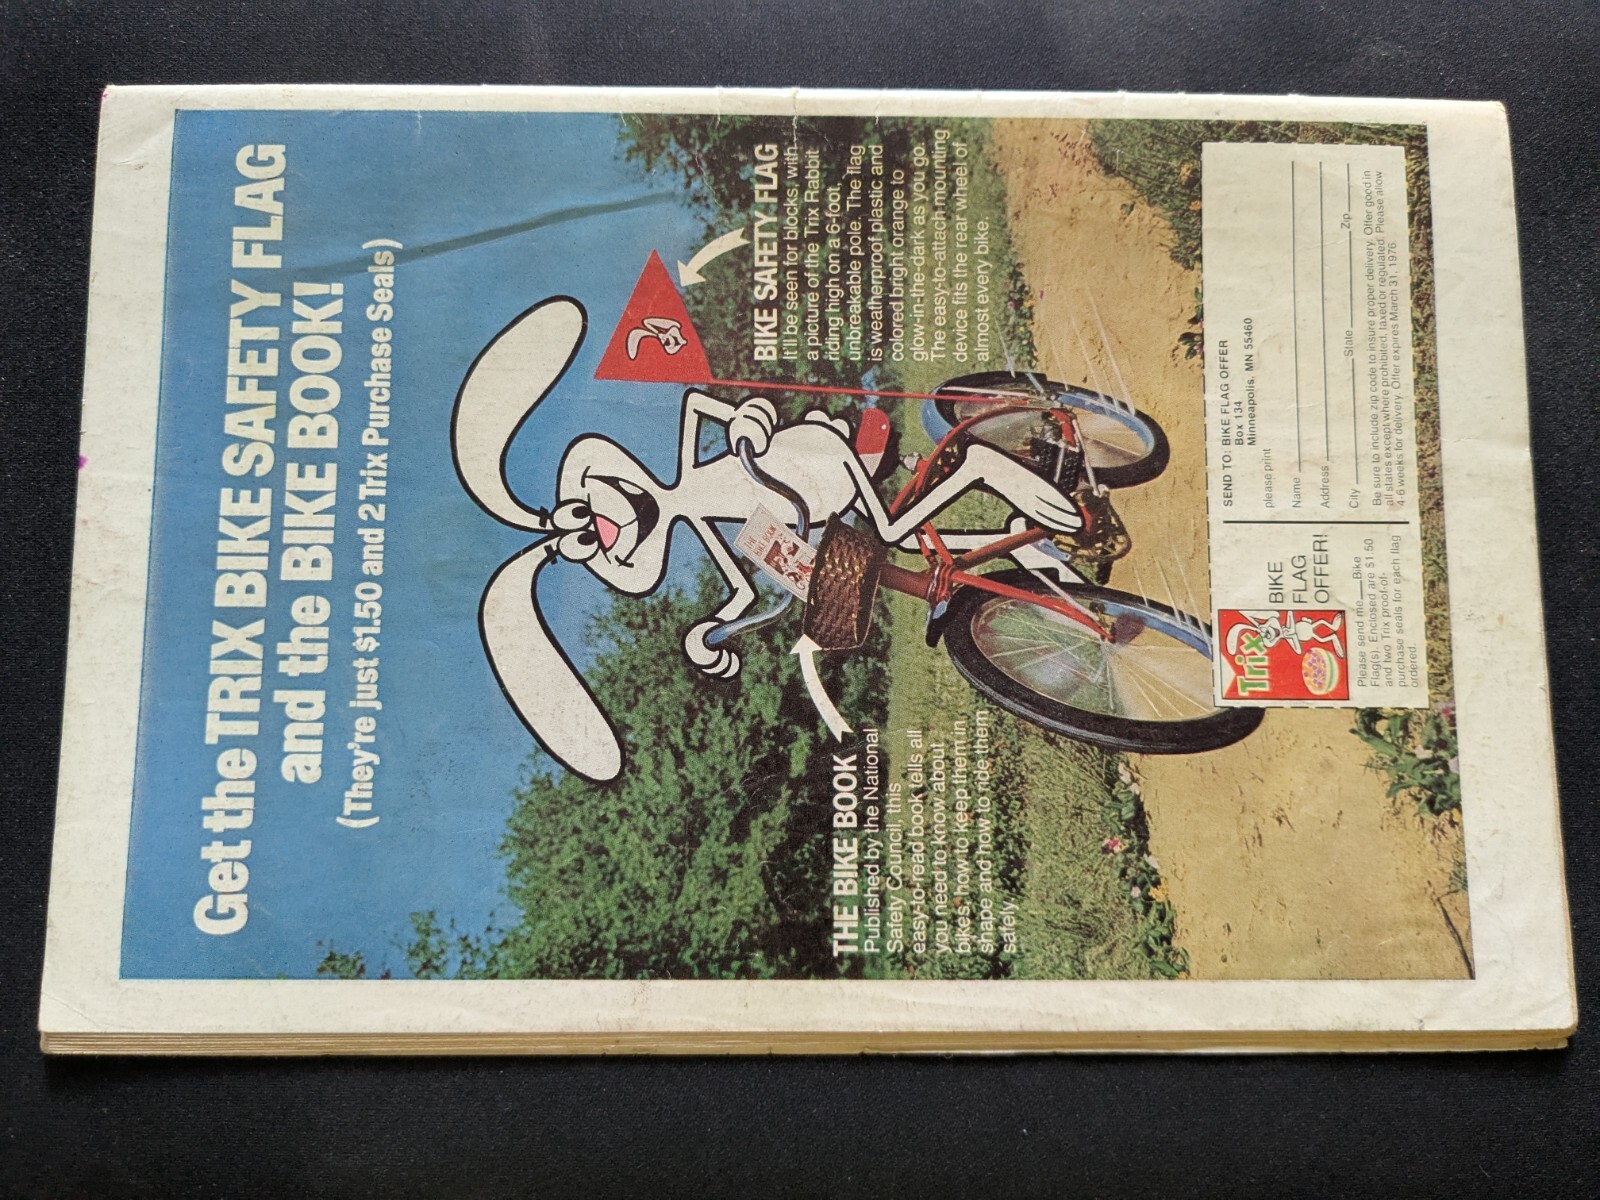 Get the TRIX BIKE SAFETY FLAG
and the BIKE BOOK!
(They're just $1.50 and 2 Trix Purchase Seals)
BIKE SAFETY FLAG
It'll be seen for blocks, with
a picture of the Trix Rabbit
riding high on a 6-foot,
unbreakable pole. The flag
is weatherproof plastic and
colored bright orange to
glow-in-the-dark as you go.
The easy-to-attach mounting
device fits the rear wheel of
almost every bike.
THE BIKE BOOK
THE BIKE BOOK
Published by the National
Safety Council, this
easy-to-read book tells all
you need to know about
bikes, how to keep them in
shape and how to ride them
safely.
Trix
BIKE
FLAG
OFFER!
Please send me___Bike
Flag(s). Enclosed are $1.50
and two Trix proof-of-
purchase seals for each flag
ordered.
SEND TO: BIKE FLAG OFFER
Box 134
Minneapolis, MN 55460
please print
Name
Address
City State Zip
Be sure to include zip code to insure proper delivery. Offer good in
all states except where prohibited, taxed or regulated. Please allow
4-6 weeks for delivery. Offer expires March 31, 1976.